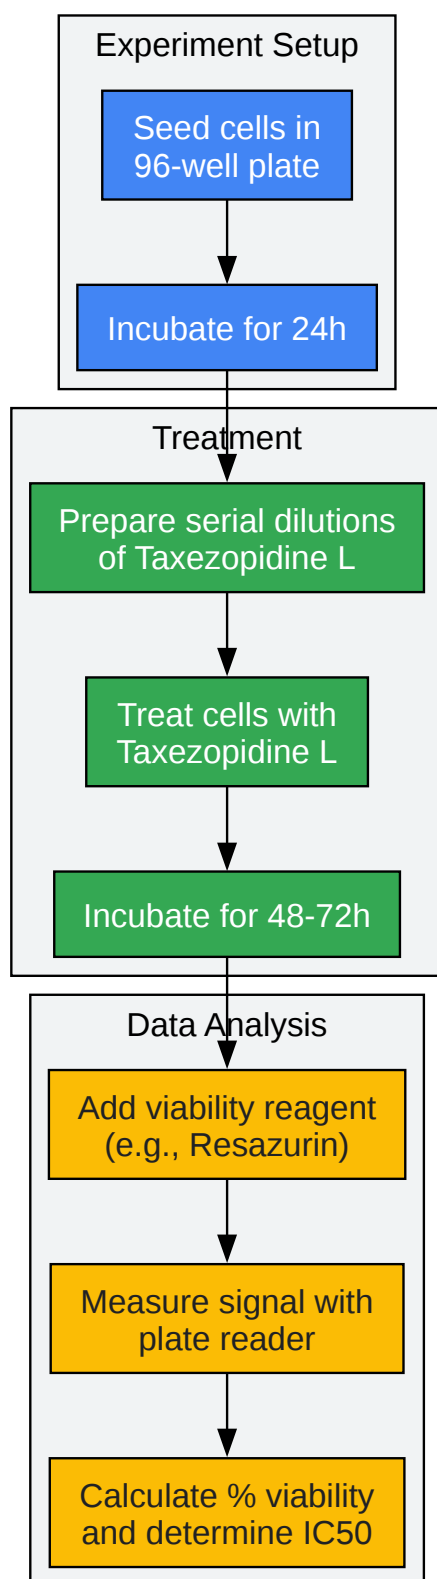 Experiment Setup
Seed cells in
96-well plate
Incubate for 24h
Treatment
Prepare serial dilutions
of Taxezopidine L
Treat cells with
Taxezopidine L
Incubate for 48-72h
Data Analysis
Add viability reagent
(e.g., Resazurin)
Measure signal with
plate reader
Calculate % viability
and determine IC50